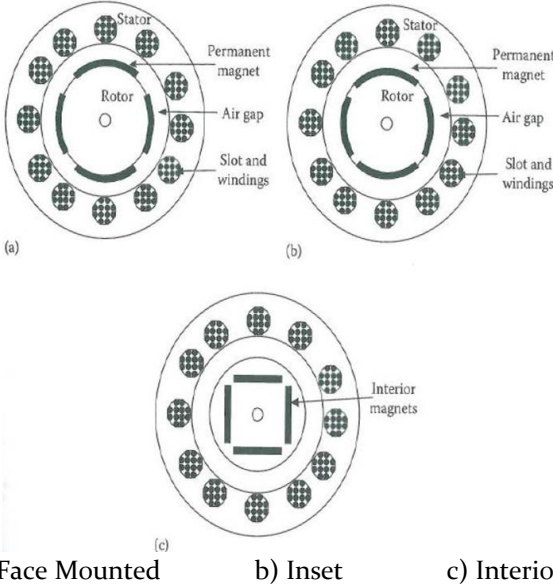 Stator
Permanent
magnet
Rotor
Air gap
Slot and
windings
(a)
Stator
Permanent
magnet
Rotor
Air gap
Slot and
windings
(b)
Interior
magnets
(c)
Face Mounted b) Inset c) Interio